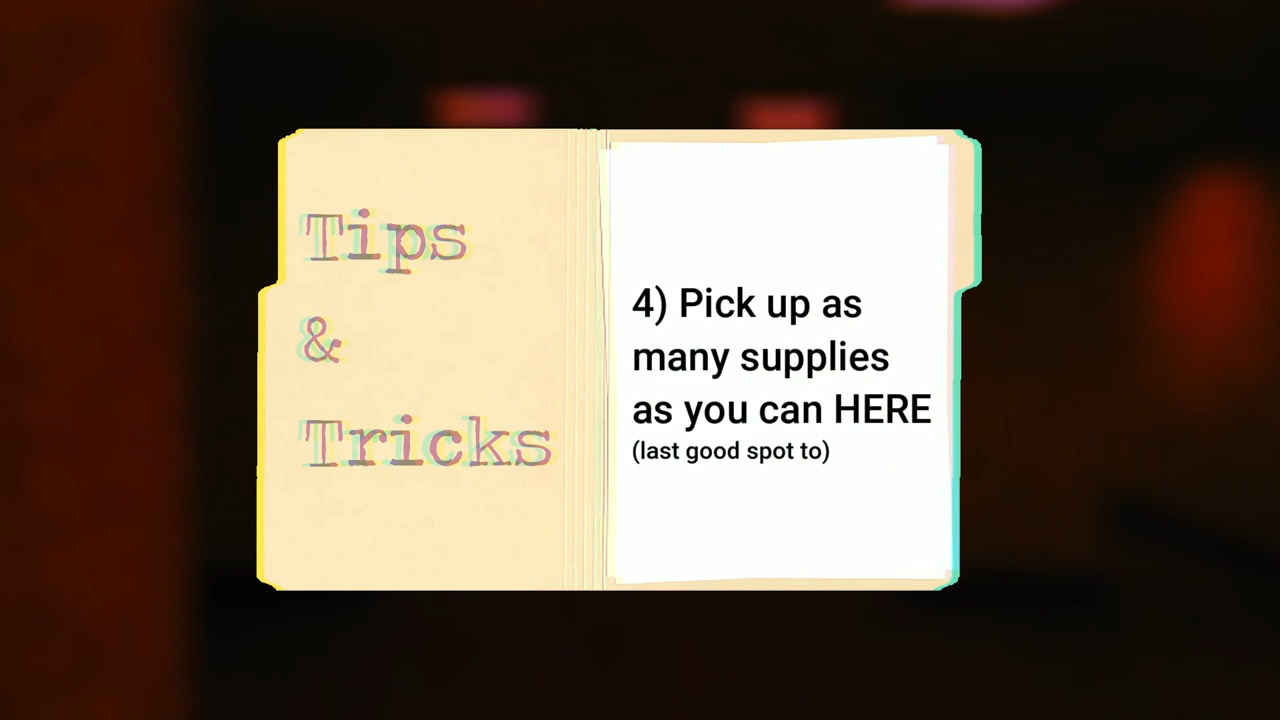 Tips
&
Tricks
4) Pick up as
many supplies
as you can HERE
(last good spot to)